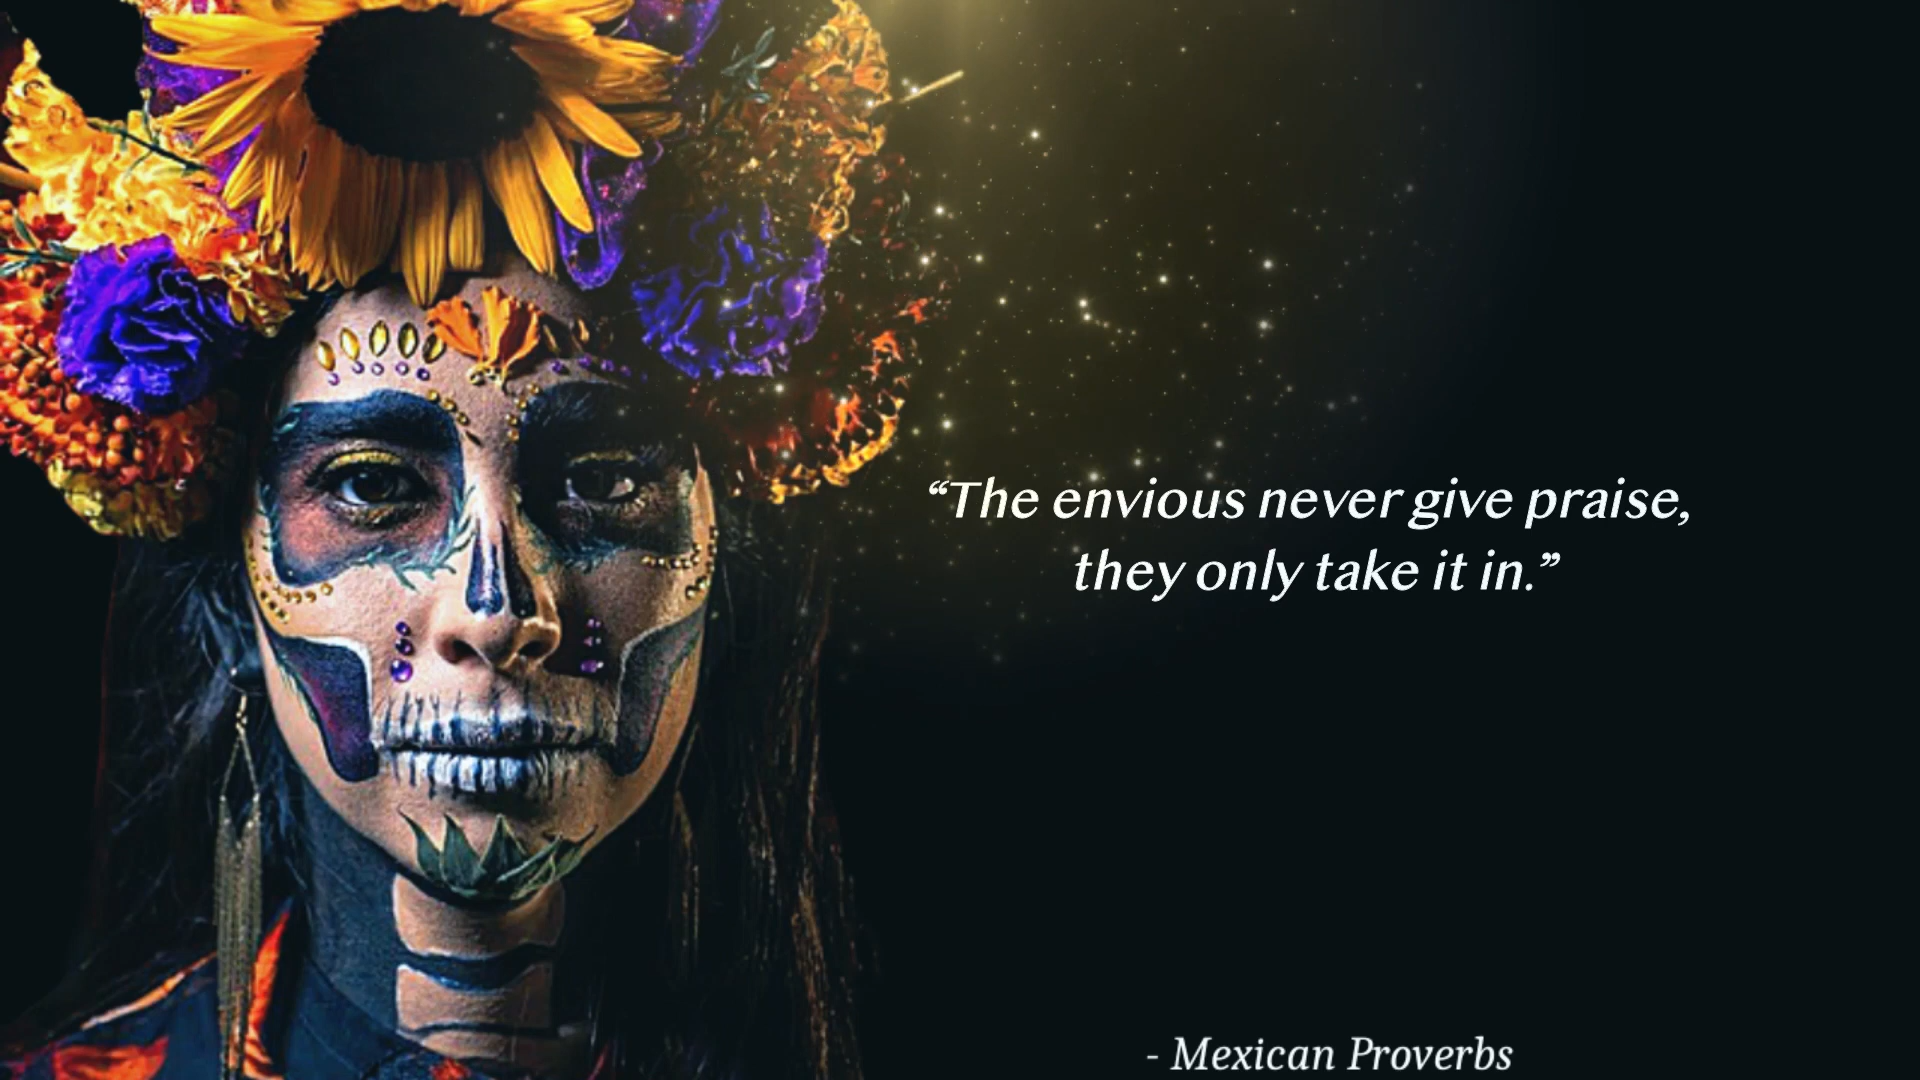 “The envious never give praise,
they only take it in.”
- Mexican Proverbs